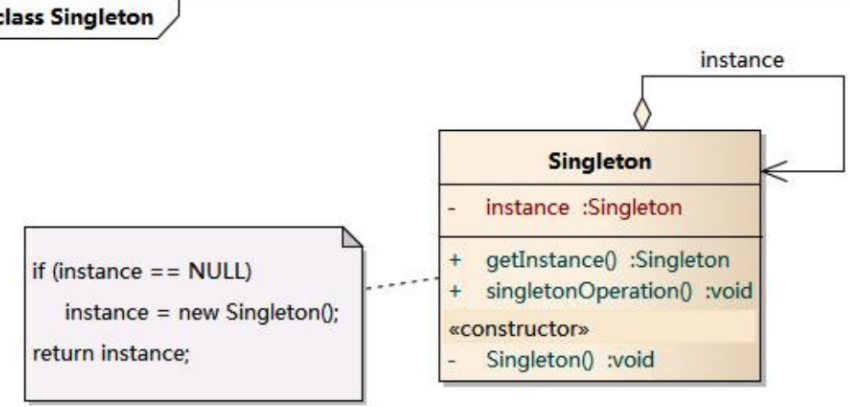 class Singleton
instance
Singleton
- instance :Singleton
+ getInstance() :Singleton
+ singletonOperation() :void
«constructor»
- Singleton() :void
if (instance == NULL)
instance = new Singleton();
return instance;